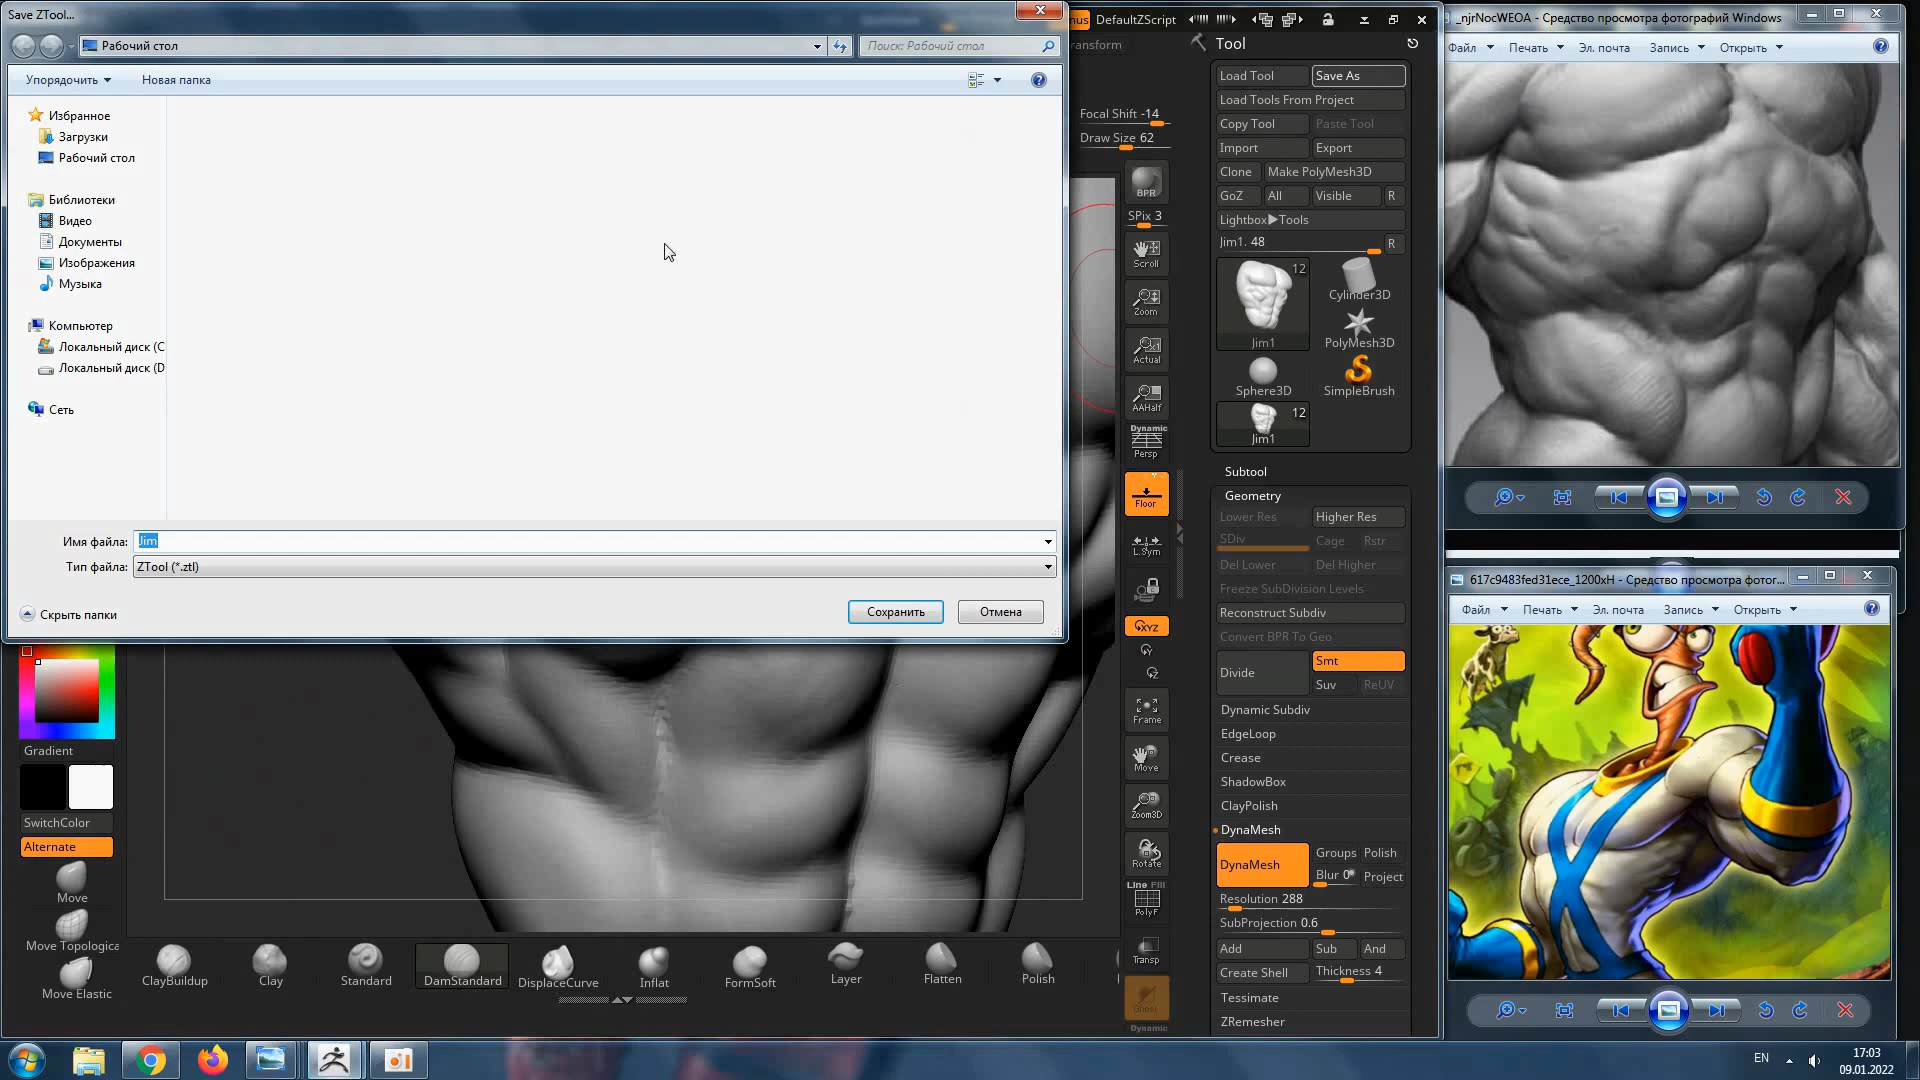 Save ZTool...
Рабочий стол
Поиск: Рабочий стол
Упорядочить
Новая папка
Избранное
Загрузки
Рабочий стол
Библиотеки
Видео
Документы
Изображения
Музыка
Компьютер
Локальный диск (C
Локальный диск (D
Сеть
Имя файла:
Jim
Тип файла:
ZTool (*.ztl)
Скрыть папки
Сохранить
Отмена
Gradient
SwitchColor
Alternate
Move
Move Topologica
Move Elastic
ClayBuildup
Clay
Standard
DamStandard
DisplaceCurve
Inflat
FormSoft
Layer
Flatten
Polish
nus
DefaultZScript
ransform
Focal Shift -14
Draw Size 62
BPR
SPix 3
Scroll
Zoom
Actual
AAHalf
Dynamic
Persp
Floor
L.Sym
XYZ
Frame
Move
Zoom3D
Rotate
Line Fill
PolyF
Transp
Ghost
Dynamic
Tool
Load Tool
Save As
Load Tools From Project
Copy Tool
Paste Tool
Import
Export
Clone
Make PolyMesh3D
GoZ
All
Visible
R
Lightbox▶Tools
Jim1. 48
R
12
Jim1
Cylinder3D
PolyMesh3D
Sphere3D
SimpleBrush
12
Jim1
Subtool
Geometry
Lower Res
Higher Res
SDiv
Cage
Rstr
Del Lower
Del Higher
Freeze SubDivision Levels
Reconstruct Subdiv
Convert BPR To Geo
Divide
Smt
Suv
ReUV
Dynamic Subdiv
EdgeLoop
Crease
ShadowBox
ClayPolish
DynaMesh
DynaMesh
Groups
Polish
Blur 0
Project
Resolution 288
SubProjection 0.6
Add
Sub
And
Create Shell
Thickness 4
Tessimate
ZRemesher
_njrNocWEOA - Средство просмотра фотографий Windows
Файл
Печать
Эл. почта
Запись
Открыть
617c9483fed31ece_1200xH - Средство просмотра фотог...
Файл
Печать
Эл. почта
Запись
Открыть
EN
17:03
09.01.2022